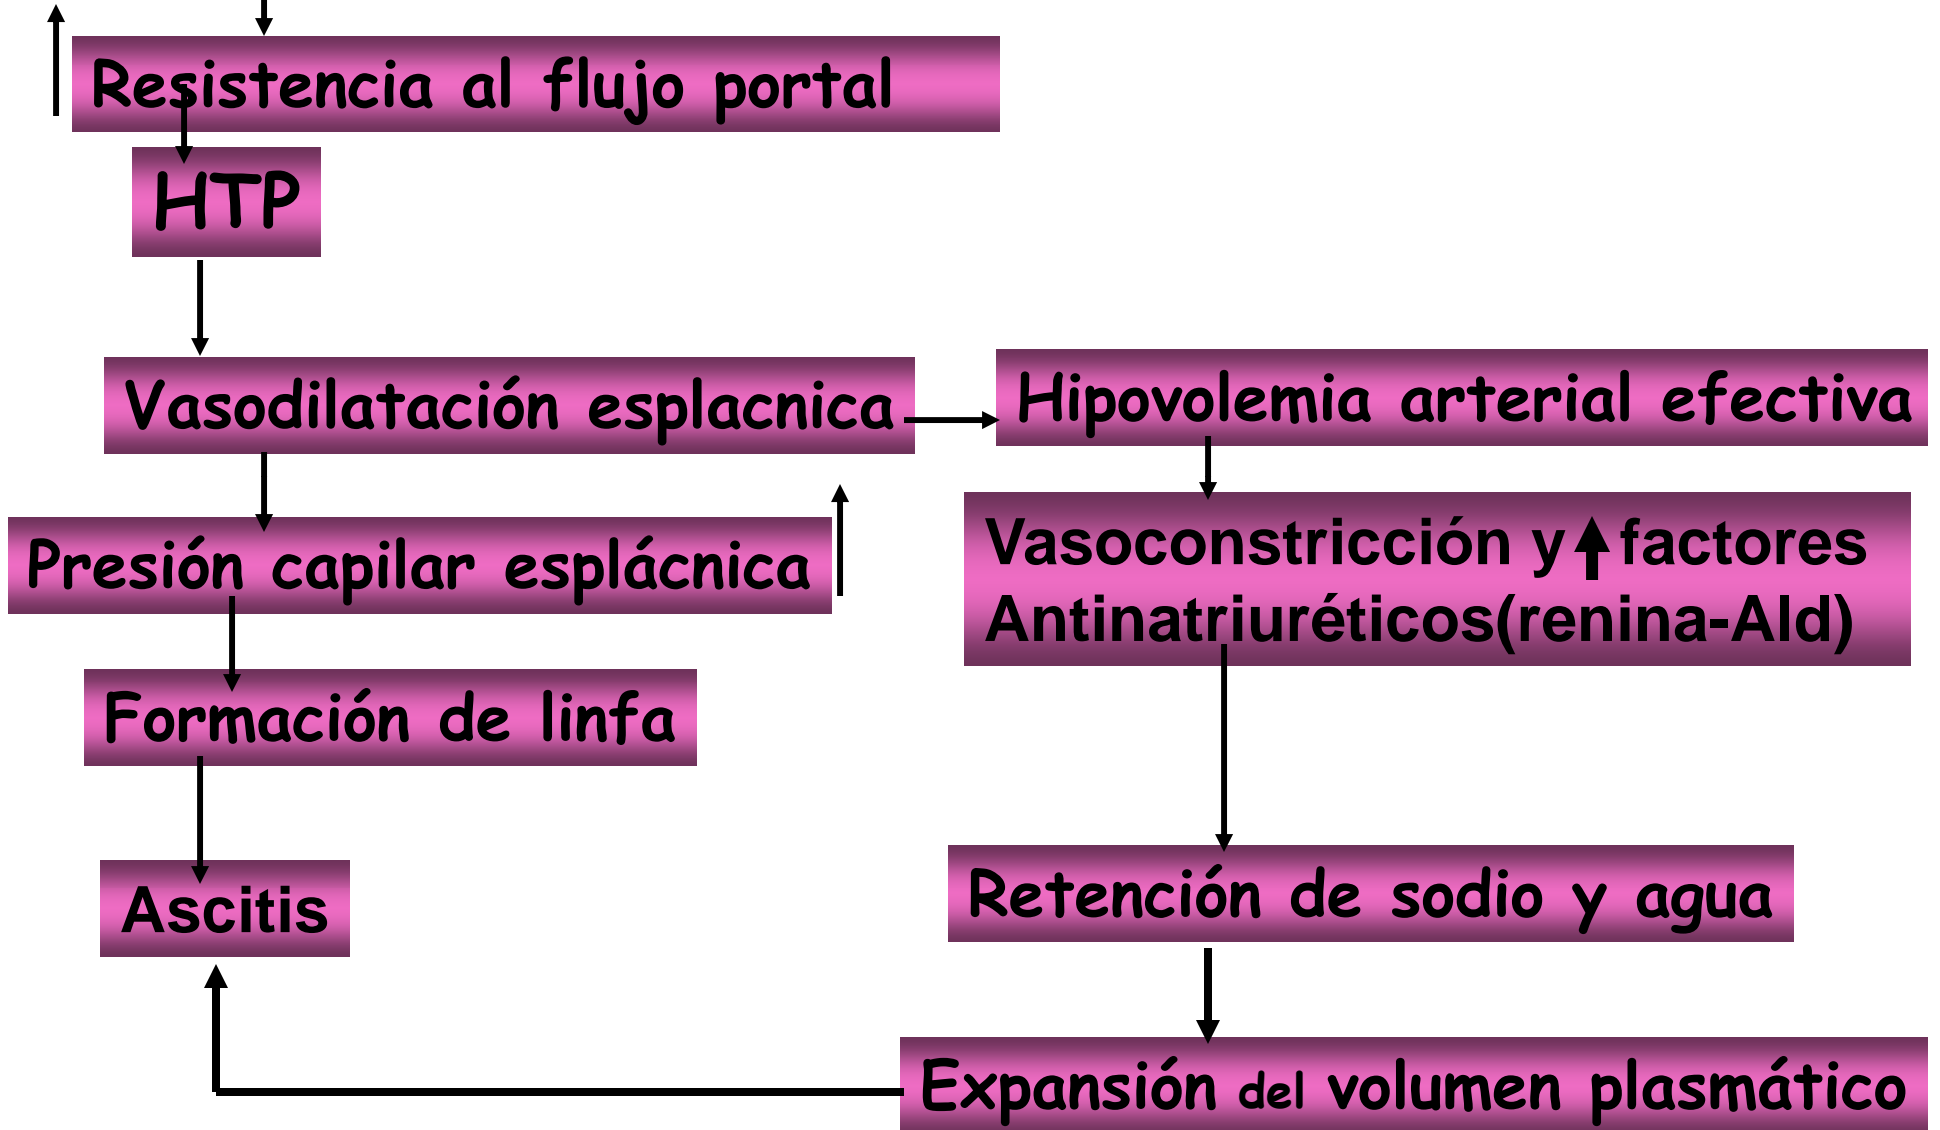 Resistencia al flujo portal
HTP
Vasodilatación esplacnica
Hipovolemia arterial efectiva
Presión capilar esplácnica
Vasoconstricción y factores
Antinatriuréticos(renina-Ald)
Formación de linfa
Ascitis
Retención de sodio y agua
Expansión del volumen plasmático